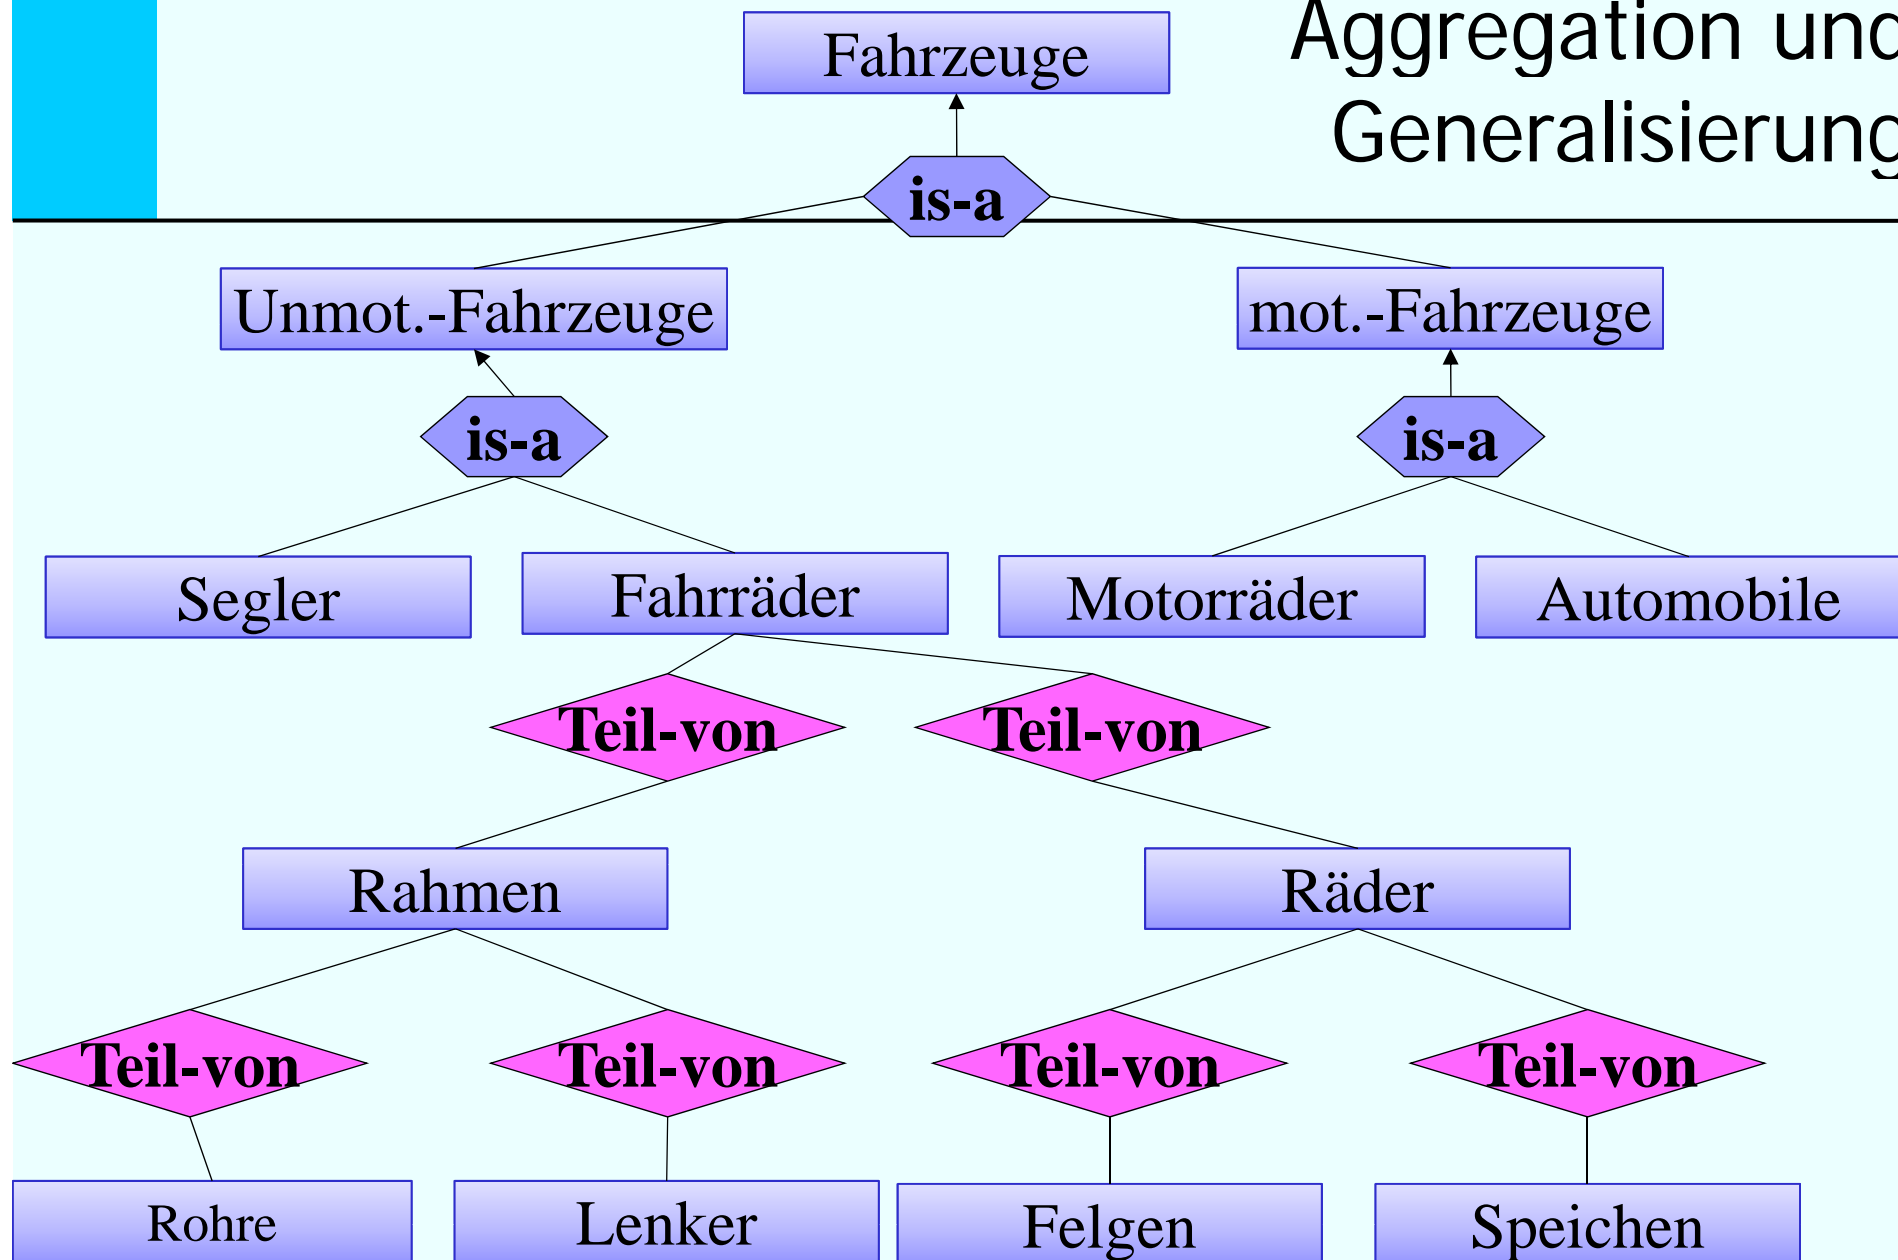 Aggregation und
Generalisierung
Fahrzeuge
is-a
Unmot.-Fahrzeuge
mot.-Fahrzeuge
is-a
is-a
Segler
Fahrräder
Motorräder
Automobile
Teil-von
Teil-von
Rahmen
Räder
Teil-von
Teil-von
Teil-von
Teil-von
Rohre
Lenker
Felgen
Speichen